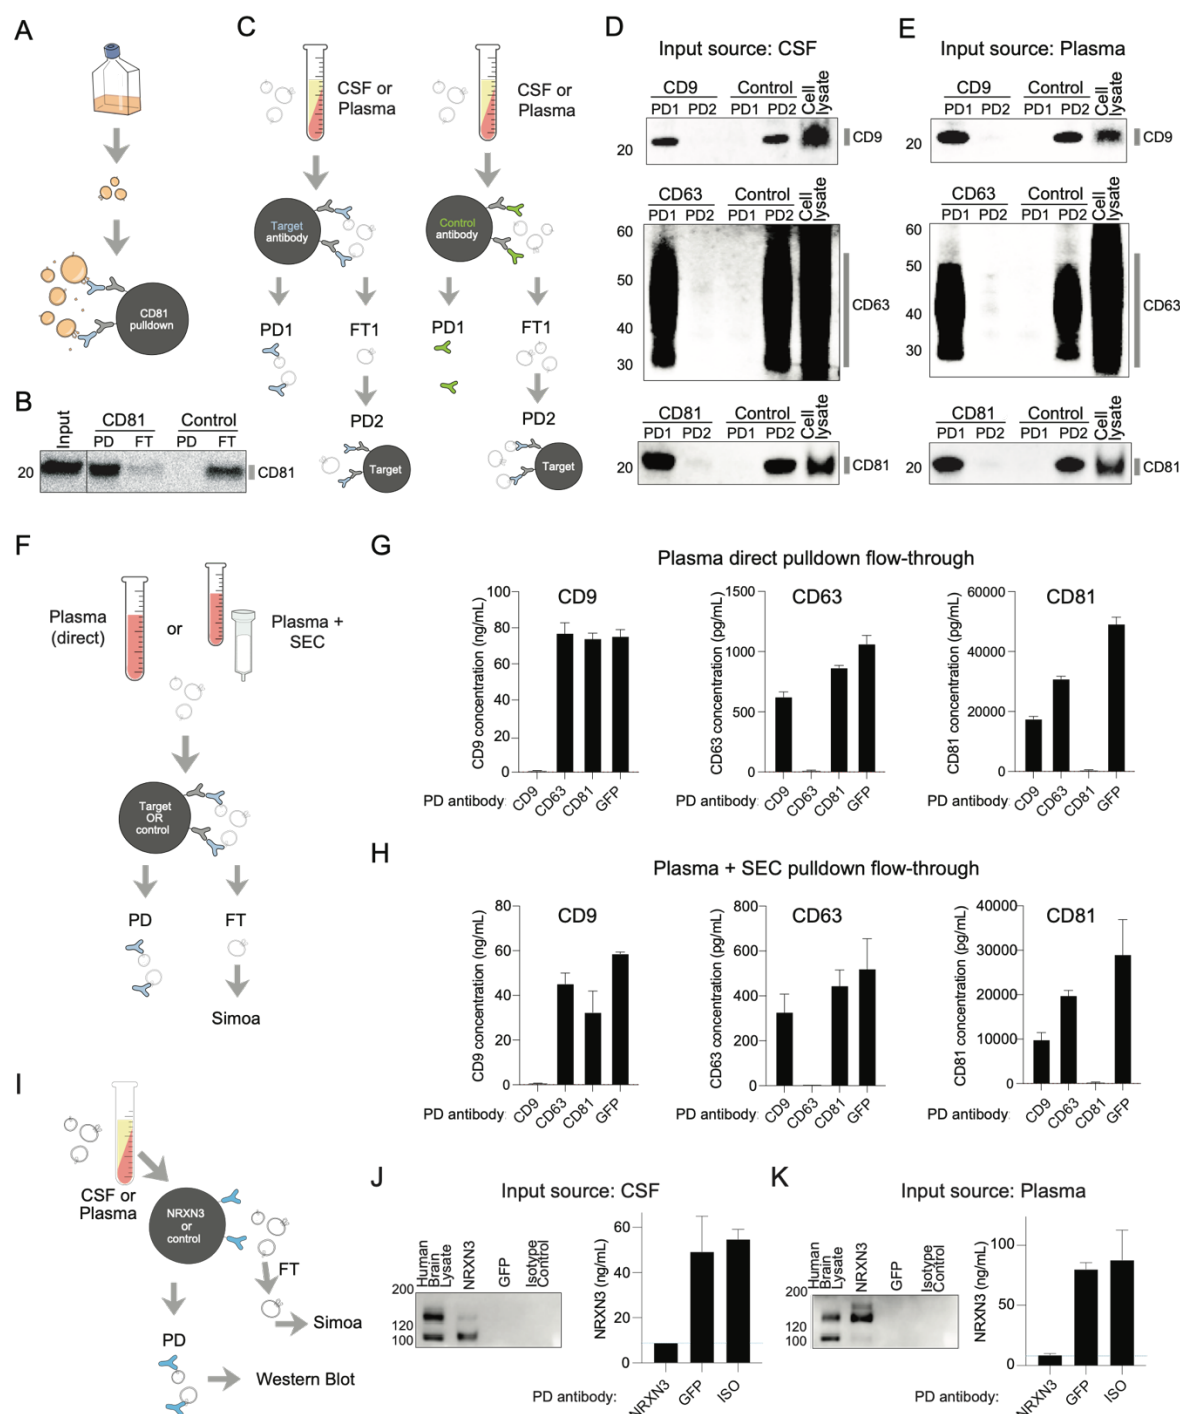 A
CD81
pulldown
B
Input
CD81
Control
PD
FT
PD
FT
20
CD81
C
CSF or
Plasma
CSF or
Plasma
Target
antibody
Control
antibody
PD1
FT1
PD1
FT1
PD2
PD2
Target
Target
D
Input source: CSF
CD9
Control
Cell
lysate
PD1
PD2
PD1
PD2
20
CD9
CD63
Control
Cell
lysate
PD1
PD2
PD1
PD2
60
50
40
30
CD63
CD81
Control
Cell
lysate
PD1
PD2
PD1
PD2
20
CD81
E
Input source: Plasma
CD9
Control
Cell
lysate
PD1
PD2
PD1
PD2
20
CD9
CD63
Control
Cell
lysate
PD1
PD2
PD1
PD2
60
50
40
30
CD63
CD81
Control
Cell
lysate
PD1
PD2
PD1
PD2
20
CD81
F
Plasma
(direct)
or
Plasma +
SEC
Target
OR
control
PD
FT
Simoa
G
Plasma direct pulldown flow-through
CD9
CD9 concentration (ng/mL)
100
80
60
40
20
0
PD antibody:
CD9
CD63
CD81
GFP
CD63
CD63 concentration (pg/mL)
1500
1000
500
0
PD antibody:
CD9
CD63
CD81
GFP
CD81
CD81 concentration (pg/mL)
60000
40000
20000
0
PD antibody:
CD9
CD63
CD81
GFP
H
Plasma + SEC pulldown flow-through
CD9
CD9 concentration (ng/mL)
80
60
40
20
0
PD antibody:
CD9
CD63
CD81
GFP
CD63
CD63 concentration (pg/mL)
800
600
400
200
0
PD antibody:
CD9
CD63
CD81
GFP
CD81
CD81 concentration (pg/mL)
40000
30000
20000
10000
0
PD antibody:
CD9
CD63
CD81
GFP
I
CSF or
Plasma
NRXN3
or
control
FT
Simoa
PD
Western Blot
J
Input source: CSF
Human
Brain
Lysate
NRXN3
GFP
Isotype
Control
200
120
100
NRXN3 (ng/mL)
60
40
20
0
PD antibody:
NRXN3
GFP
ISO
K
Input source: Plasma
Human
Brain
Lysate
NRXN3
GFP
Isotype
Control
200
120
100
NRXN3 (ng/mL)
100
50
0
PD antibody:
NRXN3
GFP
ISO